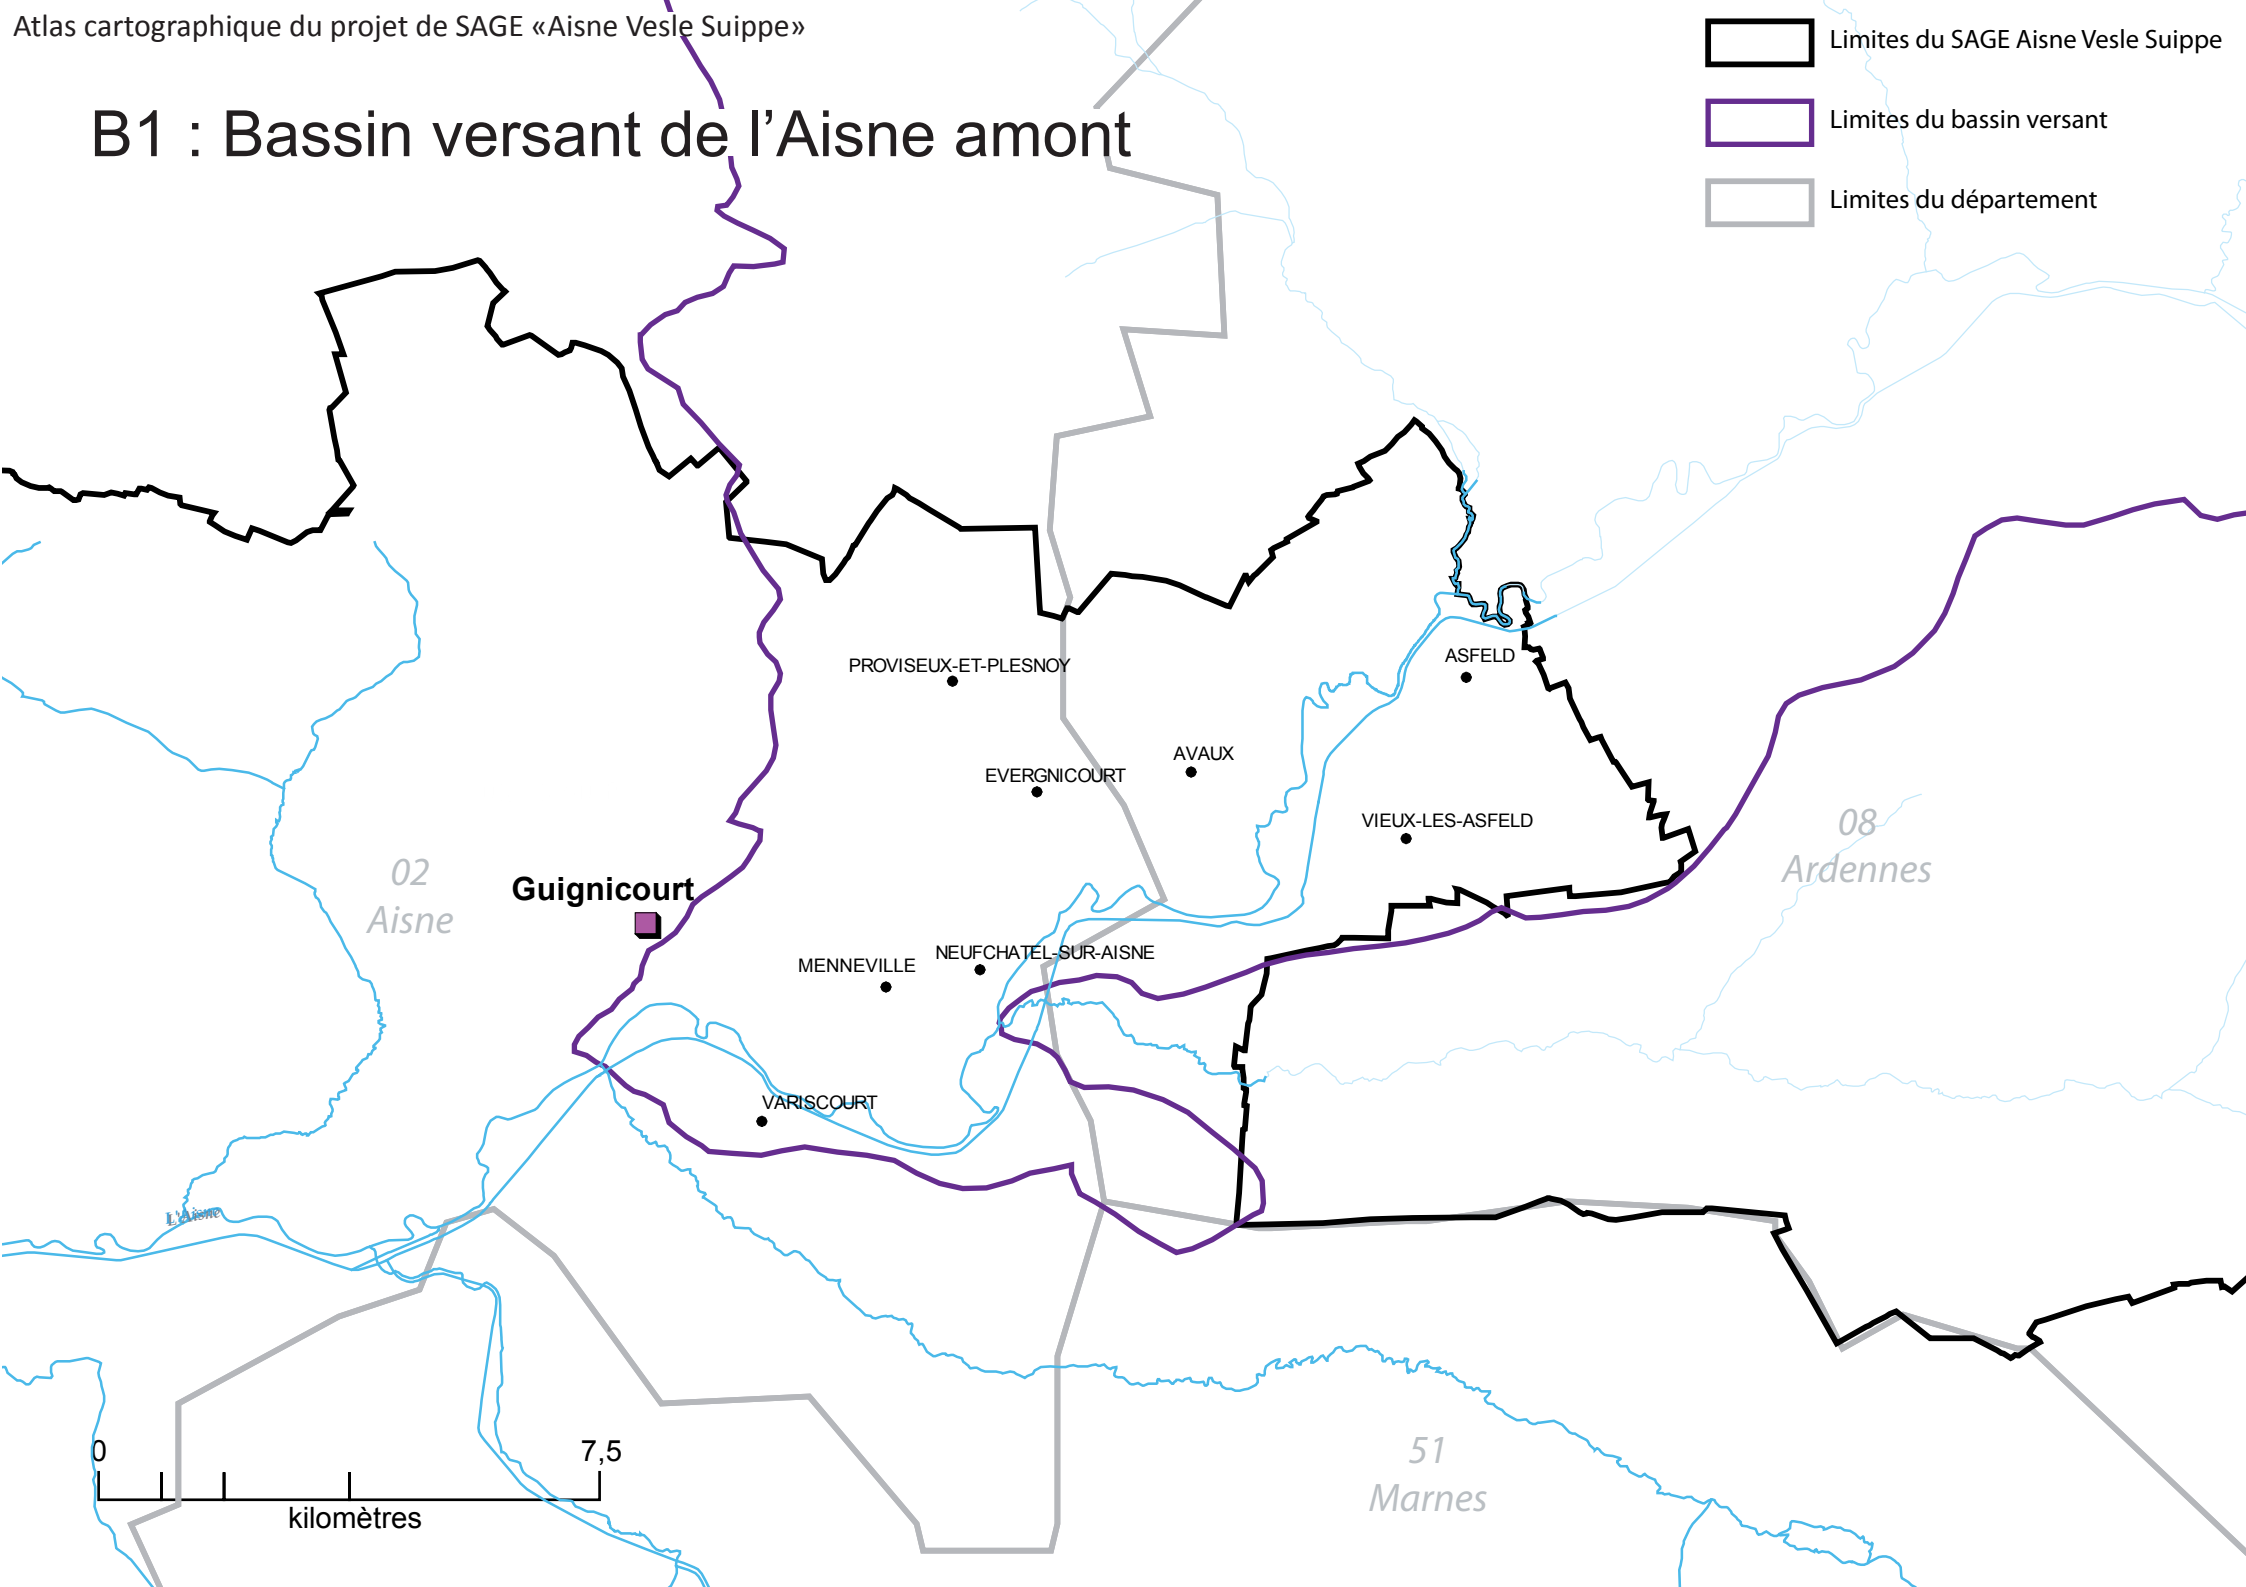 Atlas cartographique du projet de SAGE «Aisne Vesle Suippe»
Limites du SAGE Aisne Vesle Suippe
B1 : Bassin versant de l'Aisne amont
Limites du bassin versant
Limites du département
PROVISEUX-ET-PLESNOY
ASFELD
AVAUX
EVERGNICOURT
VIEUX-LES-ASFELD
08
Ardennes
02
Aisne
Guignicourt
NEUFCHATEL-SUR-AISNE
MENNEVILLE
VARISCOURT
L'Aisne
0
7,5
kilomètres
51
Marnes